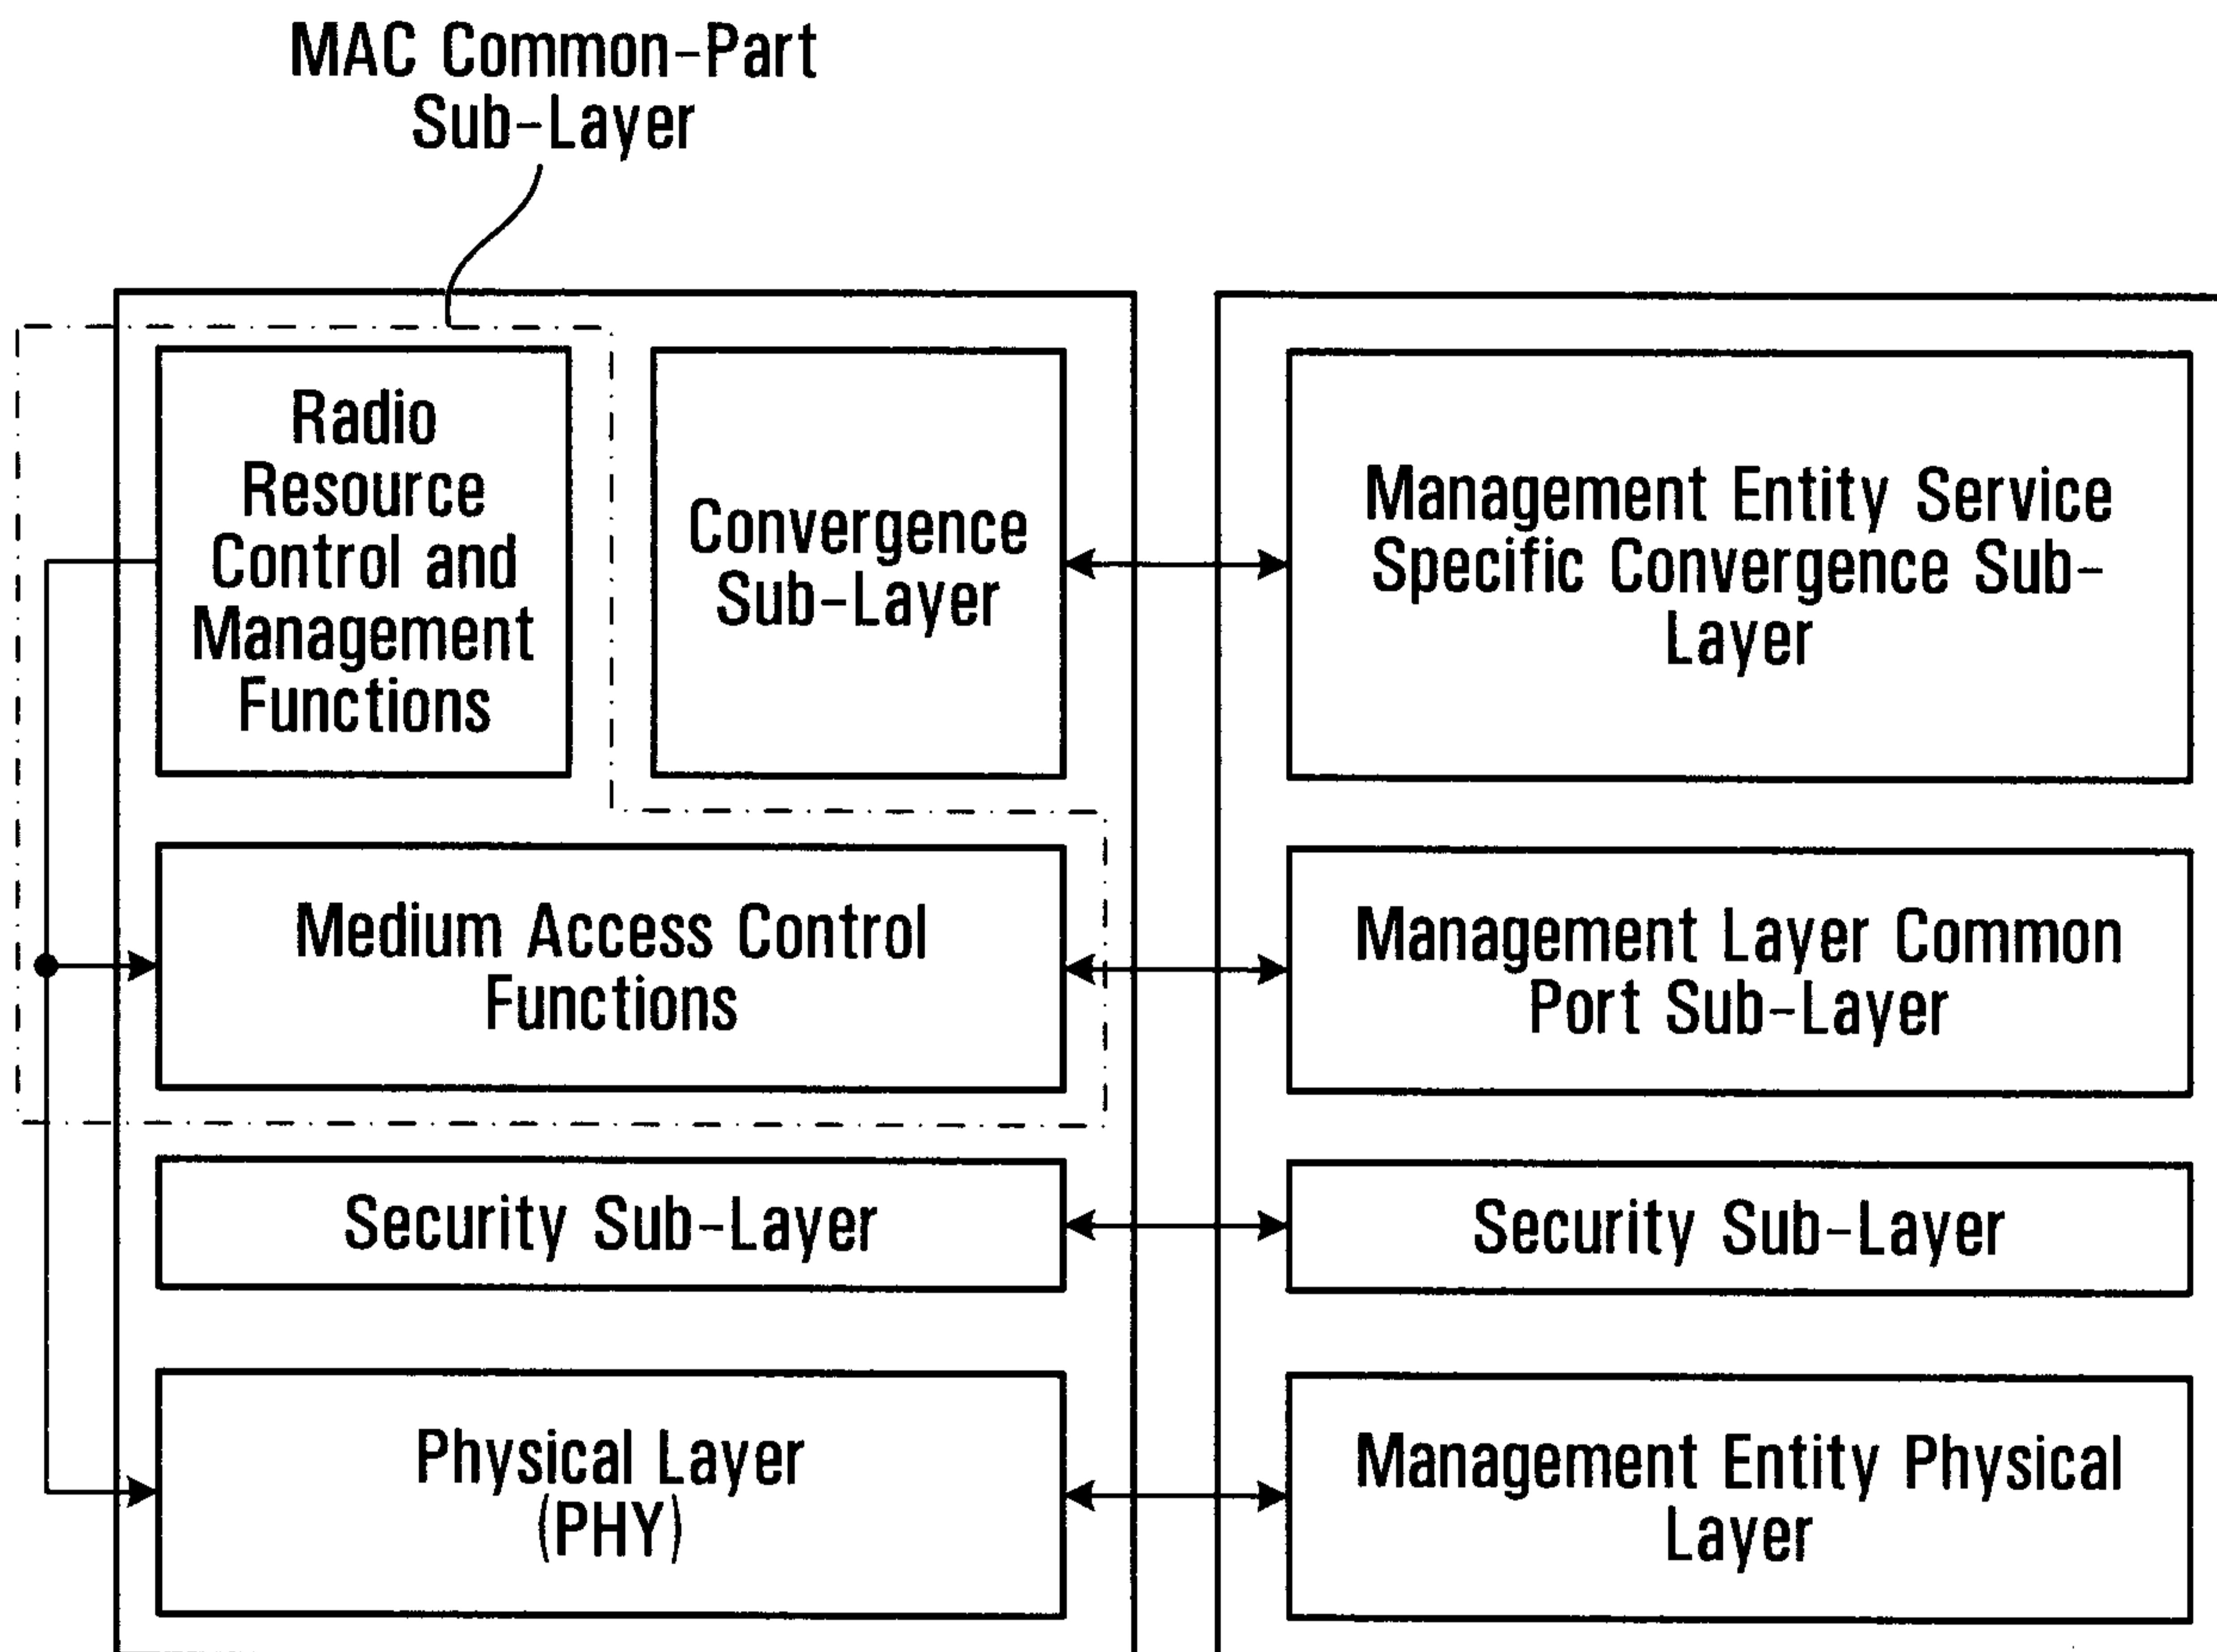 MAC Common-Part
Sub-Layer
Radio
Resource
Control and
Management
Functions
Convergence
Sub-Layer
Management Entity Service
Specific Convergence Sub-
Layer
Medium Access Control
Functions
Management Layer Common
Port Sub-Layer
Security Sub-Layer
Security Sub-Layer
Physical Layer
(PHY)
Management Entity Physical
Layer